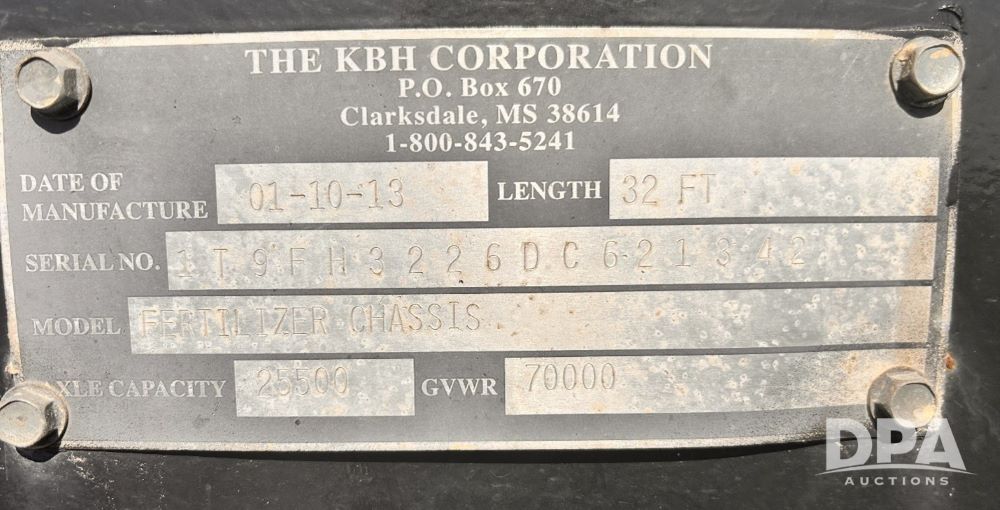 THE KBH CORPORATION
P.O. Box 670
Clarksdale, MS 38614
1-800-843-5241
DATE OF MANUFACTURE 01-10-13 LENGTH 32 FT
SERIAL NO. 1T9FH3226DC621342
MODEL FERTILIZER CHASSIS
AXLE CAPACITY 25500 GVWR 70000
DPA
AUCTIONS